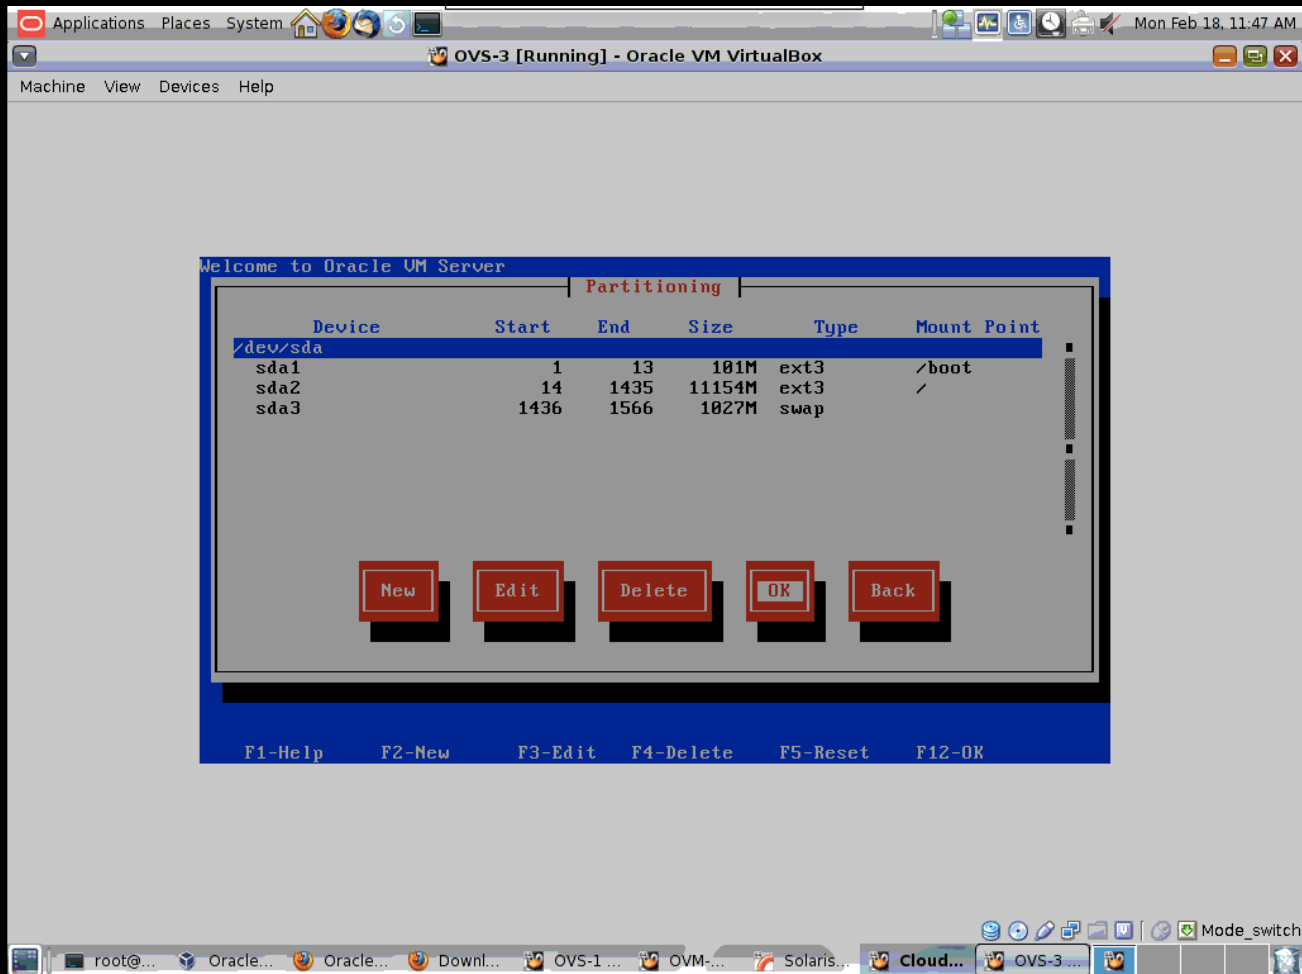 Applications Places System Mon Feb 18, 11:47 AM
OVS-3 [Running] - Oracle VM VirtualBox
Machine View Devices Help
Welcome to Oracle VM Server
Partitioning
Device Start End Size Type Mount Point
/dev/sda
sda1 1 13 101M ext3 /boot
sda2 14 1435 11154M ext3 /
sda3 1436 1566 1027M swap
New Edit Delete OK Back
F1-Help F2-New F3-Edit F4-Delete F5-Reset F12-OK
Mode_switch
root@... Oracle... Oracle... Downl... OVS-1 ... OVM-... Solaris... Cloud... OVS-3 ...